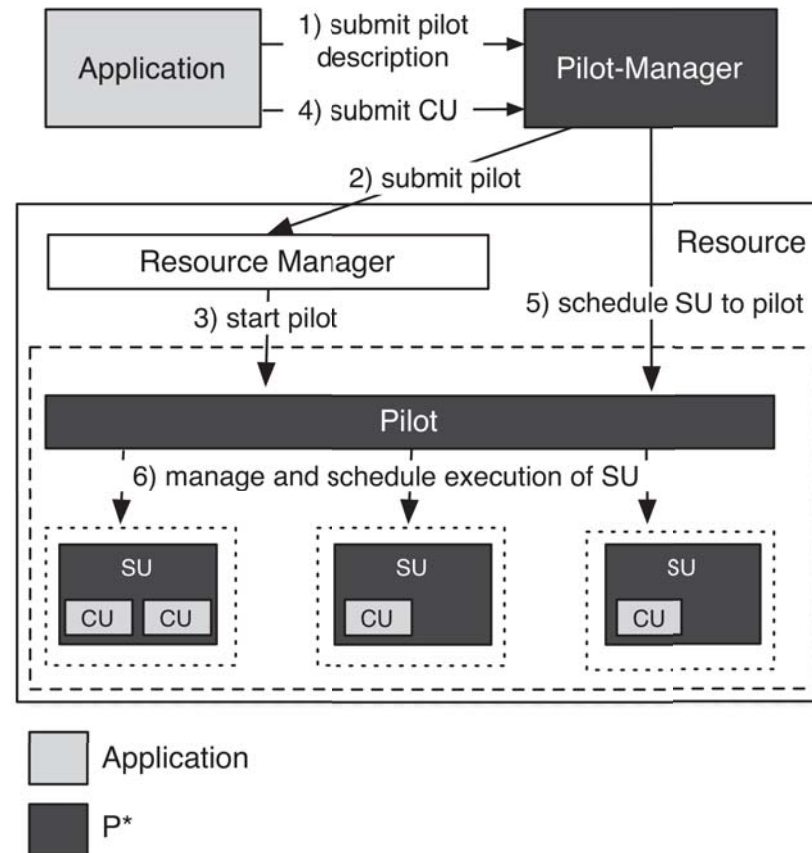 1) submit pilot
description
Application
Pilot-Manager
4) submit CU
2) submit pilot
Resource
Resource Manager
3) start pilot
5) schedule SU to pilot
Pilot
6) manage and schedule execution of SU
SU
SU
SU
CU
CU
CU
CU
Application
P*